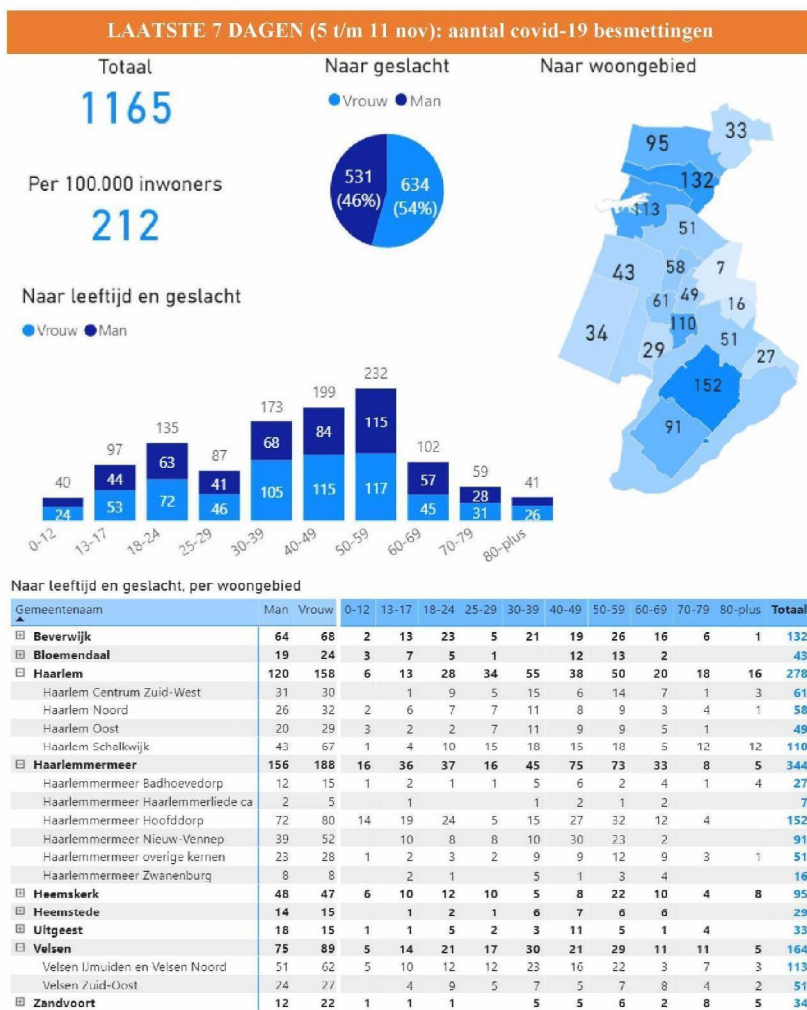 LAATSTE 7 DAGEN (5 t/m 11 nov): aantal covid-19 besmettingen
Totaal
1165
Per 100.000 inwoners
212
Naar geslacht
Vrouw Man
531 (46%)
634 (54%)
Naar woongebied
33
95
132
113
51
43
58
7
61
49
16
34
110
51
29
27
152
91
Naar leeftijd en geslacht
Vrouw Man
40
24
0-12
97
44
53
13-17
135
63
72
18-24
87
41
46
25-29
173
68
105
30-39
199
84
115
40-49
232
115
117
50-59
102
57
45
60-69
59
28
31
70-79
41
26
80-plus
Naar leeftijd en geslacht, per woongebied
Gemeentenaam Man Vrouw 0-12 13-17 18-24 25-29 30-39 40-49 50-59 60-69 70-79 80-plus Totaal
Beverwijk 64 68 2 13 23 5 21 19 26 16 6 1 132
Bloemendaal 19 24 3 7 5 1 12 13 2 43
Haarlem 120 158 6 13 28 34 55 38 50 20 18 16 278
Haarlem Centrum Zuid-West 31 30 1 9 5 15 6 14 7 1 3 61
Haarlem Noord 26 32 2 6 7 7 11 8 9 3 4 1 58
Haarlem Oost 20 29 3 2 2 7 11 9 9 5 1 49
Haarlem Schalkwijk 43 67 1 4 10 15 18 15 18 5 12 12 110
Haarlemmermeer 156 188 16 36 37 16 45 75 73 33 8 5 344
Haarlemmermeer Badhoevedorp 12 15 1 2 1 1 5 6 2 4 1 4 27
Haarlemmermeer Haarlemmerliede ca 2 5 1 1 2 1 2 7
Haarlemmermeer Hoofddorp 72 80 14 19 24 5 15 27 32 12 4 152
Haarlemmermeer Nieuw-Vennep 39 52 10 8 8 10 30 23 2 91
Haarlemmermeer overige kernen 23 28 1 2 3 2 9 9 12 9 3 1 51
Haarlemmermeer Zwanenburg 8 8 2 1 5 1 3 4 16
Heemskerk 48 47 6 10 12 10 5 8 22 10 4 8 95
Heemstede 14 15 1 2 1 6 7 6 6 29
Uitgeest 18 15 1 1 5 2 3 11 5 1 4 33
Velsen 75 89 5 14 21 17 30 21 29 11 11 5 164
Velsen IJmuiden en Velsen Noord 51 62 5 10 12 12 23 16 22 3 7 3 113
Velsen Zuid-Oost 24 27 4 9 5 7 5 7 8 4 2 51
Zandvoort 12 22 1 1 1 5 5 6 2 8 5 34